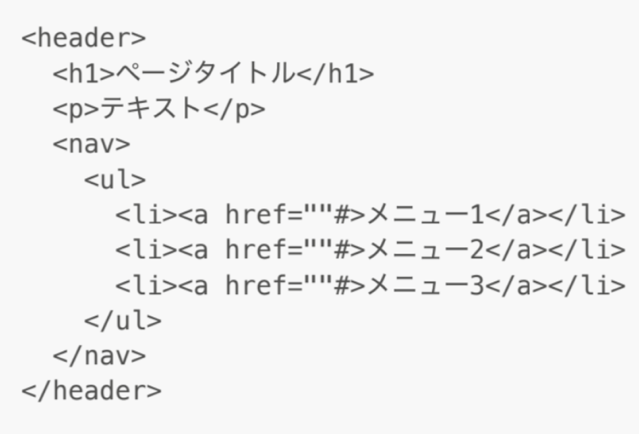 <header>
  <h1>ページタイトル</h1>
  <p>テキスト</p>
  <nav>
    <ul>
      <li><a href=""#>メニュー1</a></li>
      <li><a href=""#>メニュー2</a></li>
      <li><a href=""#>メニュー3</a></li>
    </ul>
  </nav>
</header>